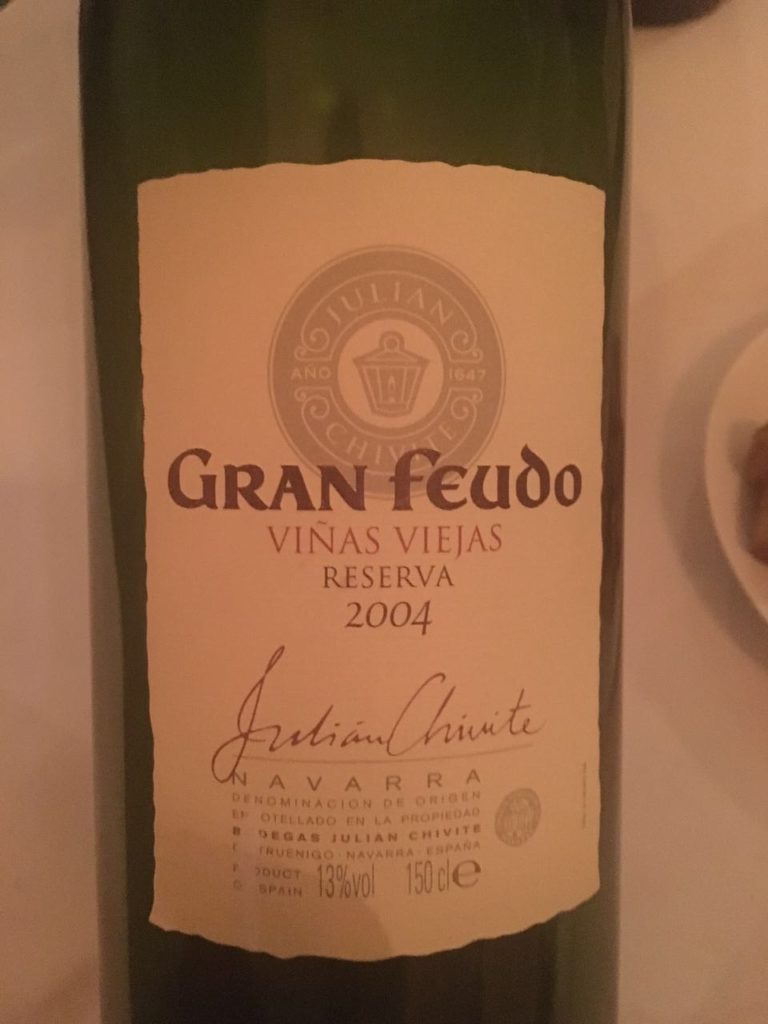 JULIAN
AÑO 1647
CHIVITE
GRAN feudo
VIÑAS VIEJAS
RESERVA
2004
Julián Chivite
NAVARRA
DENOMINACION DE ORIGEN
OTELLADO EN LA PROPIEDAD
B DEGAS JULIAN CHIVITE
TRUENIGO · NAVARRA · ESPAÑA
ODUCT 13%vol 150 cl e
SPAIN